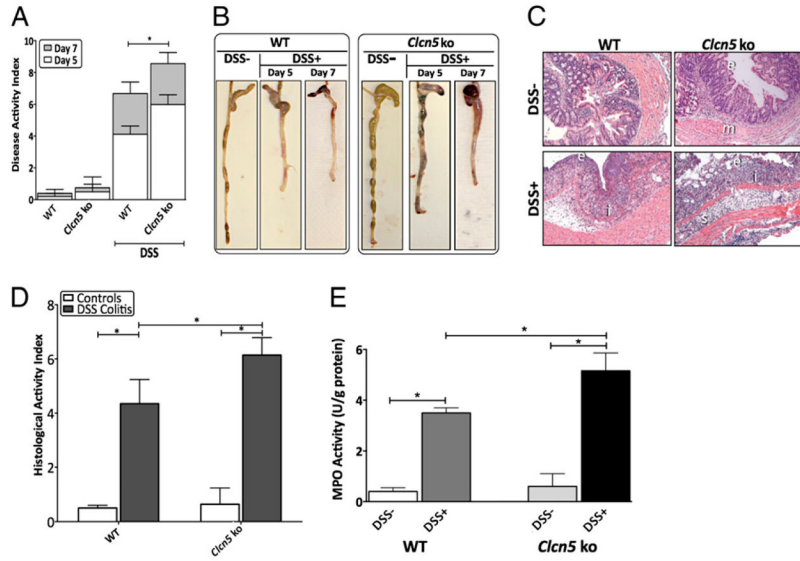 A
Day 7
Day 5
*
Disease Activity Index
10
8
6
4
2
0
WT
Clcn5 ko
WT
Clcn5 ko
DSS
B
WT
DSS-
DSS+
Day 5
Day 7
Clcn5 ko
DSS-
DSS+
Day 5
Day 7
C
WT
Clcn5 ko
DSS-
DSS+
e
m
e
i
e
i
s
D
Controls
DSS Colitis
*
*
*
Histological Activity Index
8
6
4
2
0
WT
Clcn5 ko
E
*
*
*
MPO Activity (U/g protein)
6
4
2
0
DSS-
DSS+
DSS-
DSS+
WT
Clcn5 ko